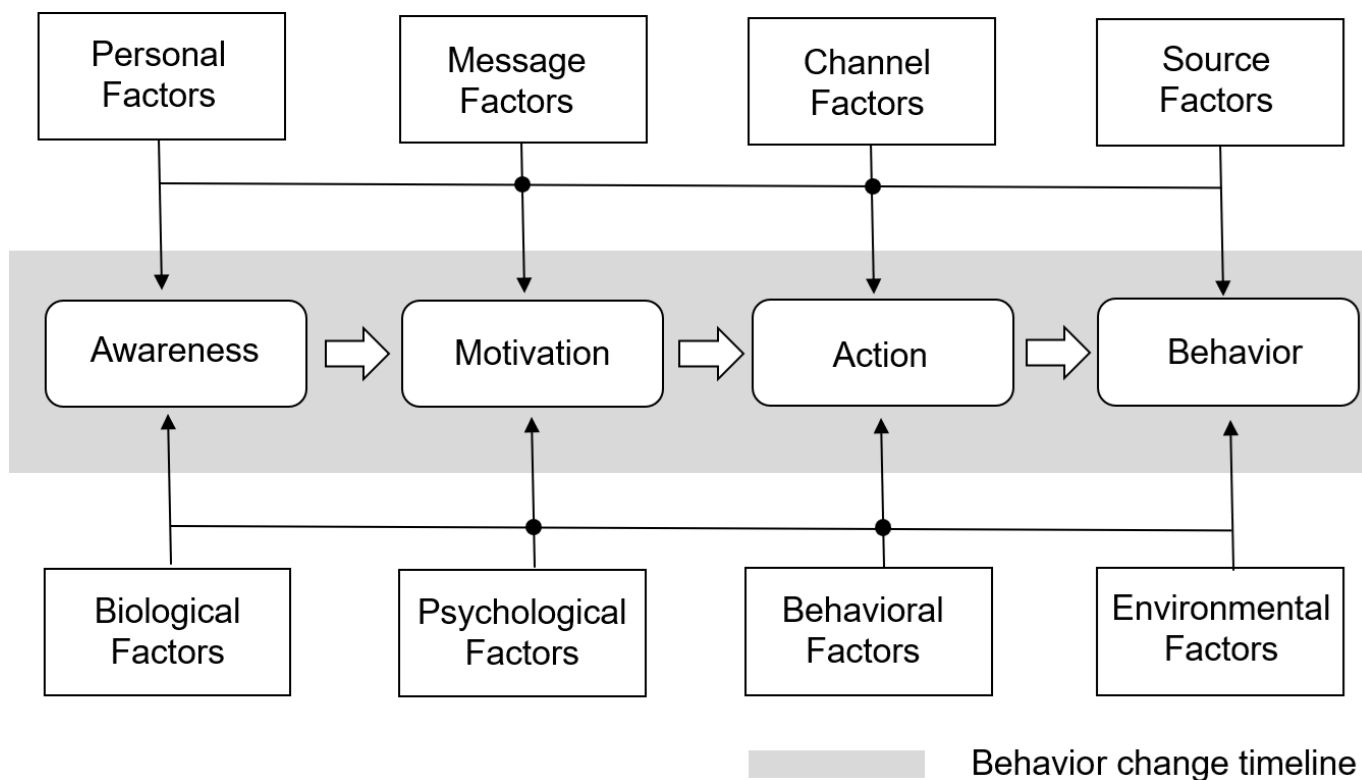 Personal
Factors
Message
Factors
Channel
Factors
Source
Factors
Awareness
Motivation
Action
Behavior
Biological
Factors
Psychological
Factors
Behavioral
Factors
Environmental
Factors
Behavior change timeline